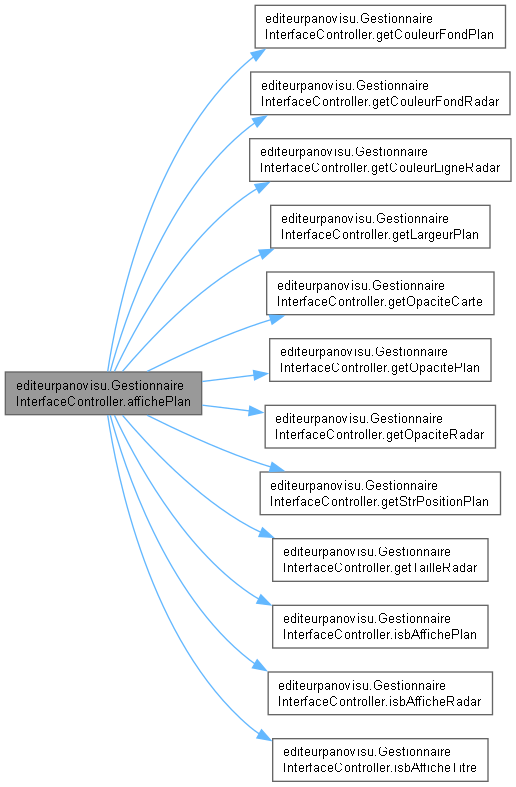 editeurpanovisu.Gestionnaire
InterfaceController.getCouleurFondPlan
editeurpanovisu.Gestionnaire
InterfaceController.getCouleurFondRadar
editeurpanovisu.Gestionnaire
InterfaceController.getCouleurLigneRadar
editeurpanovisu.Gestionnaire
InterfaceController.getLargeurPlan
editeurpanovisu.Gestionnaire
InterfaceController.getOpaciteCarte
editeurpanovisu.Gestionnaire
InterfaceController.getOpacitePlan
editeurpanovisu.Gestionnaire
InterfaceController.affichePlan
editeurpanovisu.Gestionnaire
InterfaceController.getOpaciteRadar
editeurpanovisu.Gestionnaire
InterfaceController.getStrPositionPlan
editeurpanovisu.Gestionnaire
InterfaceController.getTailleRadar
editeurpanovisu.Gestionnaire
InterfaceController.isbAffichePlan
editeurpanovisu.Gestionnaire
InterfaceController.isbAfficheRadar
editeurpanovisu.Gestionnaire
InterfaceController.isbAfficheTitre